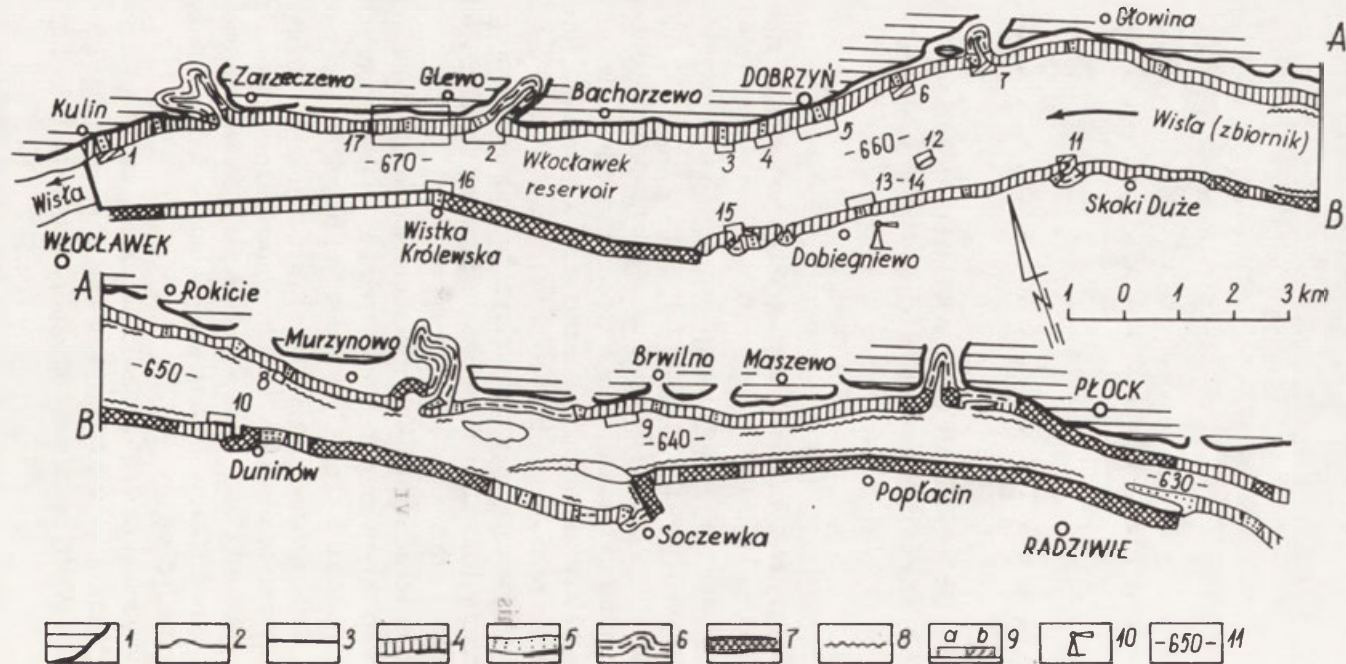 Głowina
A
Zarzeczewo
Glewo
Bacharzewo
DOBRZYŃ
Kulin
7
6
5
Wisła (zbiornik)
1
17
-670-
2
Włocławek
reservoir
3
4
-660-
12
11
16
13-14
Wisła
Wistka
Królewska
15
Skoki Duże
B
WŁOCŁAWEK
Dobiegniewo
N
A
Rokicie
1 0 1 2 3 km
Murzynowo
Brwilno
Maszewo
-650-
8
PŁOCK
10
9
-640-
B
Duninów
-630-
Popłacin
Soczewka
RADZIWIE
1 2 3 4 5 6 7 8 a b 9 10 -650- 11